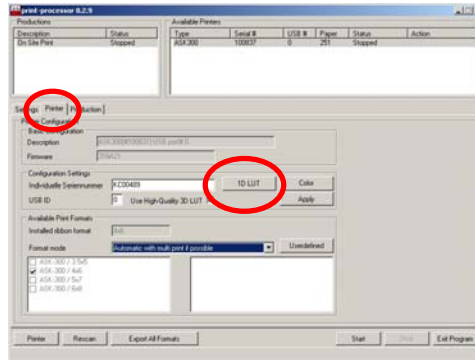 print-processor 8.2.9
Productions
Available Printers
Description Status
On Site Print Stopped
Type Serial # USB # Paper Status Action
ASK300 100837 0 251 Stopped
Settings Printer Production
Printer Configuration
Basic Configuration
Description
Firmware
Configuration Settings
Individuelle Seriennummer KC00489 1D LUT Color
USB ID 0 Use High-Quality 3D LUT Apply
Available Print Formats
Installed ribbon format
Format mode Automatic with multi print if possible Userdefined
ASK-300 / 3.5x5
ASK-300 / 4x6
ASK-300 / 5x7
ASK-300 / 6x8
Printer Rescan Export All Formats Start Exit Program